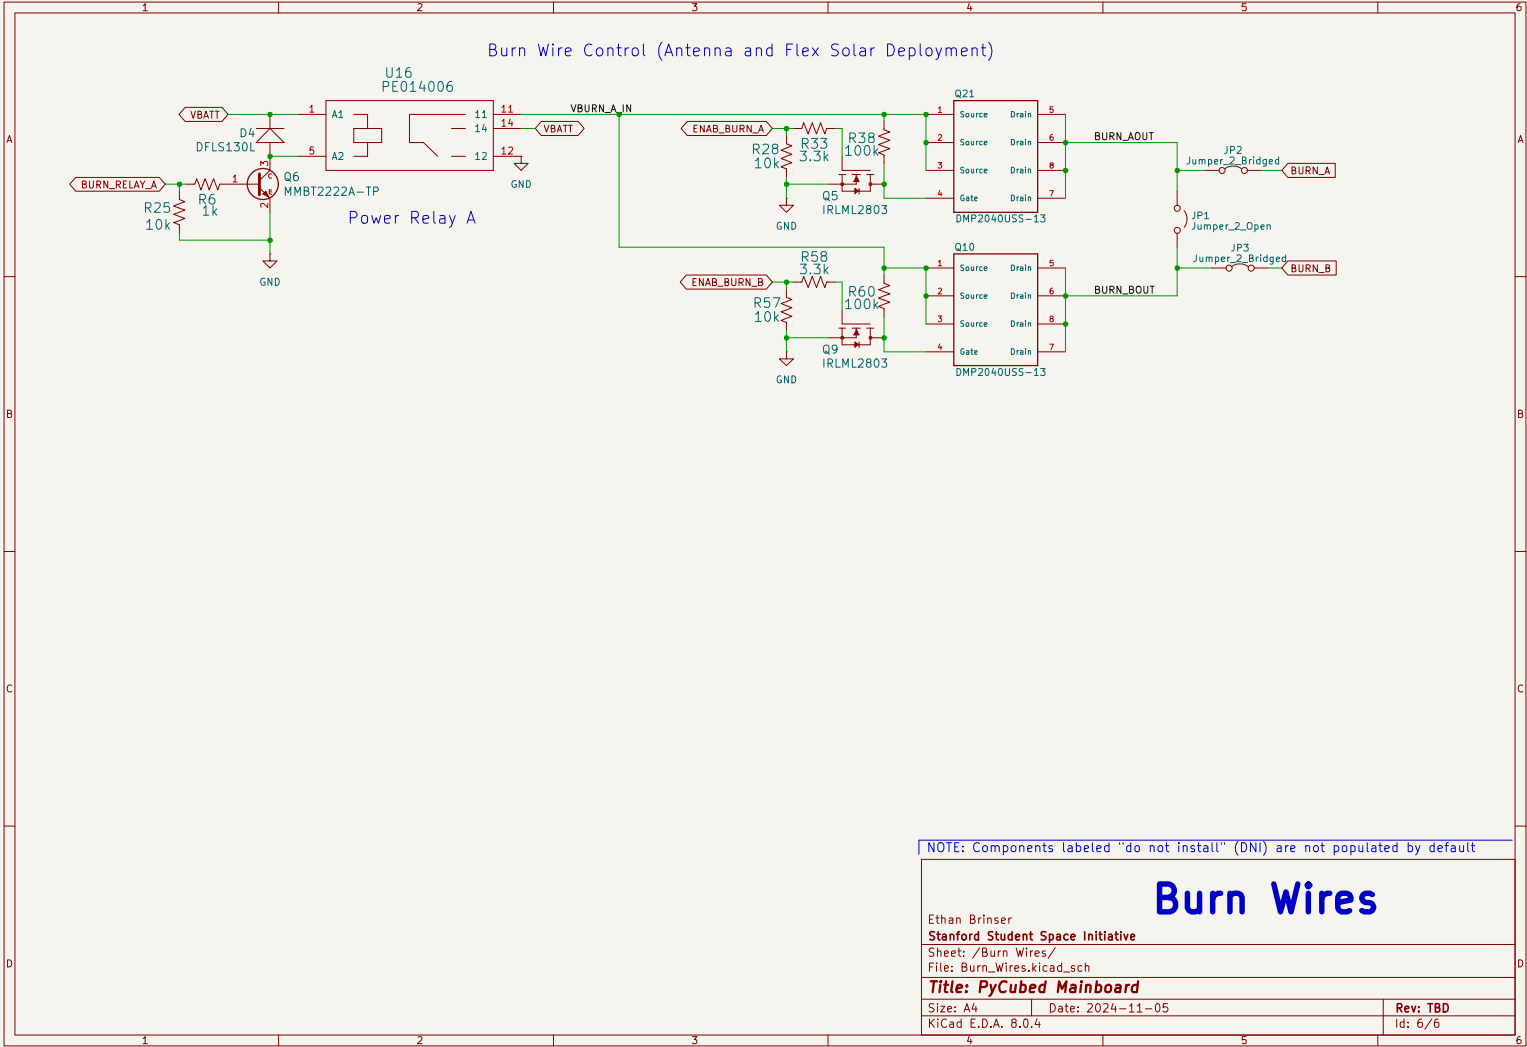 1 2 3 4 5 6
Burn Wire Control (Antenna and Flex Solar Deployment)
U16
PE014006
VBATT
1 A1
11 11
14 14
12 12
5 A2
VBURN_A_IN
VBATT
GND
D4
DFLS130L
BURN_RELAY_A
R6
1k
R25
10k
1
2
3
C
E
Q6
MMBT2222A-TP
GND
Power Relay A
ENAB_BURN_A
R33
3.3k
R28
10k
R38
100k
GND
Q5
IRLML2803
Q21
1 Source Drain 5
2 Source Drain 6
3 Source Drain 8
4 Gate Drain 7
DMP2040USS-13
BURN_AOUT
JP2
Jumper_2_Bridged
BURN_A
JP1
Jumper_2_Open
JP3
Jumper_2_Bridged
BURN_B
ENAB_BURN_B
R58
3.3k
R57
10k
R60
100k
GND
Q9
IRLML2803
Q10
1 Source Drain 5
2 Source Drain 6
3 Source Drain 8
4 Gate Drain 7
DMP2040USS-13
BURN_BOUT
A A
B B
C C
D D
NOTE: Components labeled "do not install" (DNI) are not populated by default
Burn Wires
Ethan Brinser
Stanford Student Space Initiative
Sheet: /Burn Wires/
File: Burn_Wires.kicad_sch
Title: PyCubed Mainboard
Size: A4 Date: 2024-11-05 Rev: TBD
KiCad E.D.A. 8.0.4 Id: 6/6
1 2 3 4 5 6